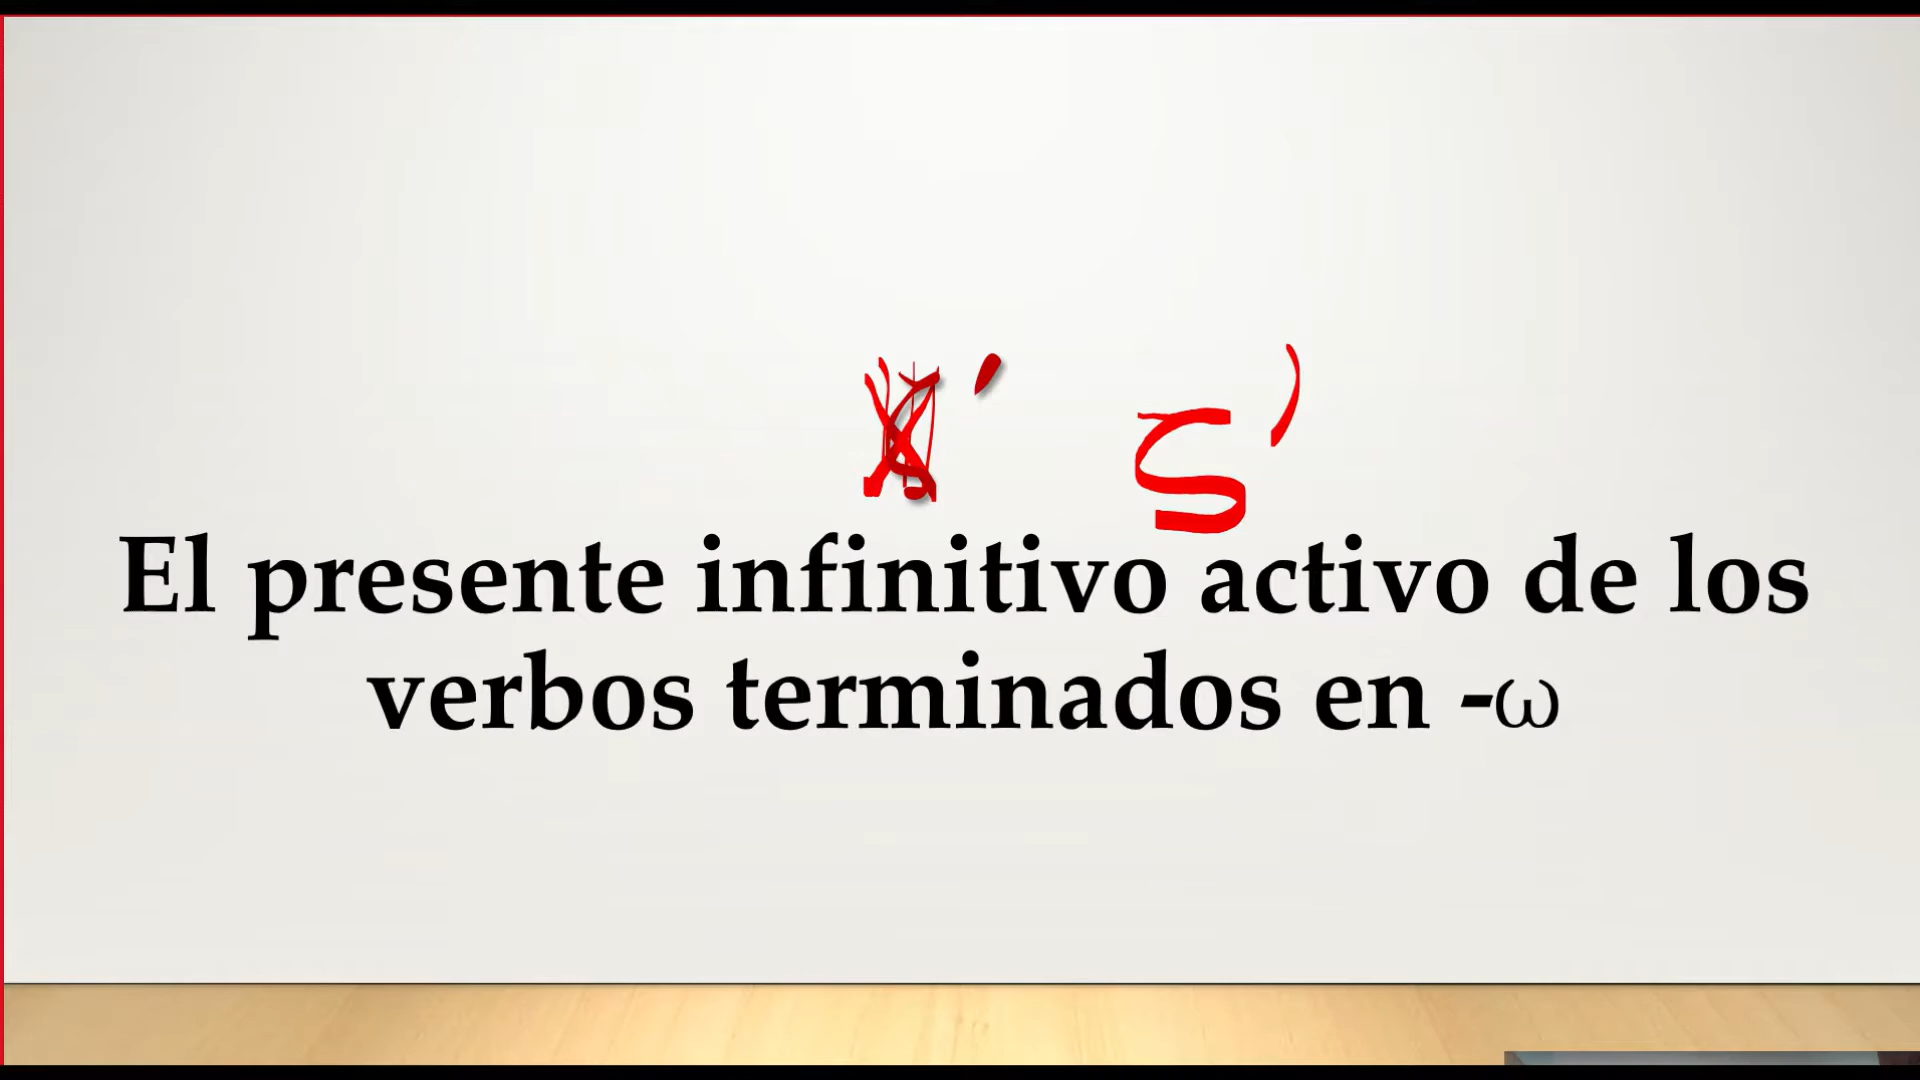 ς ʹ
El presente infinitivo activo de los
verbos terminados en -ω